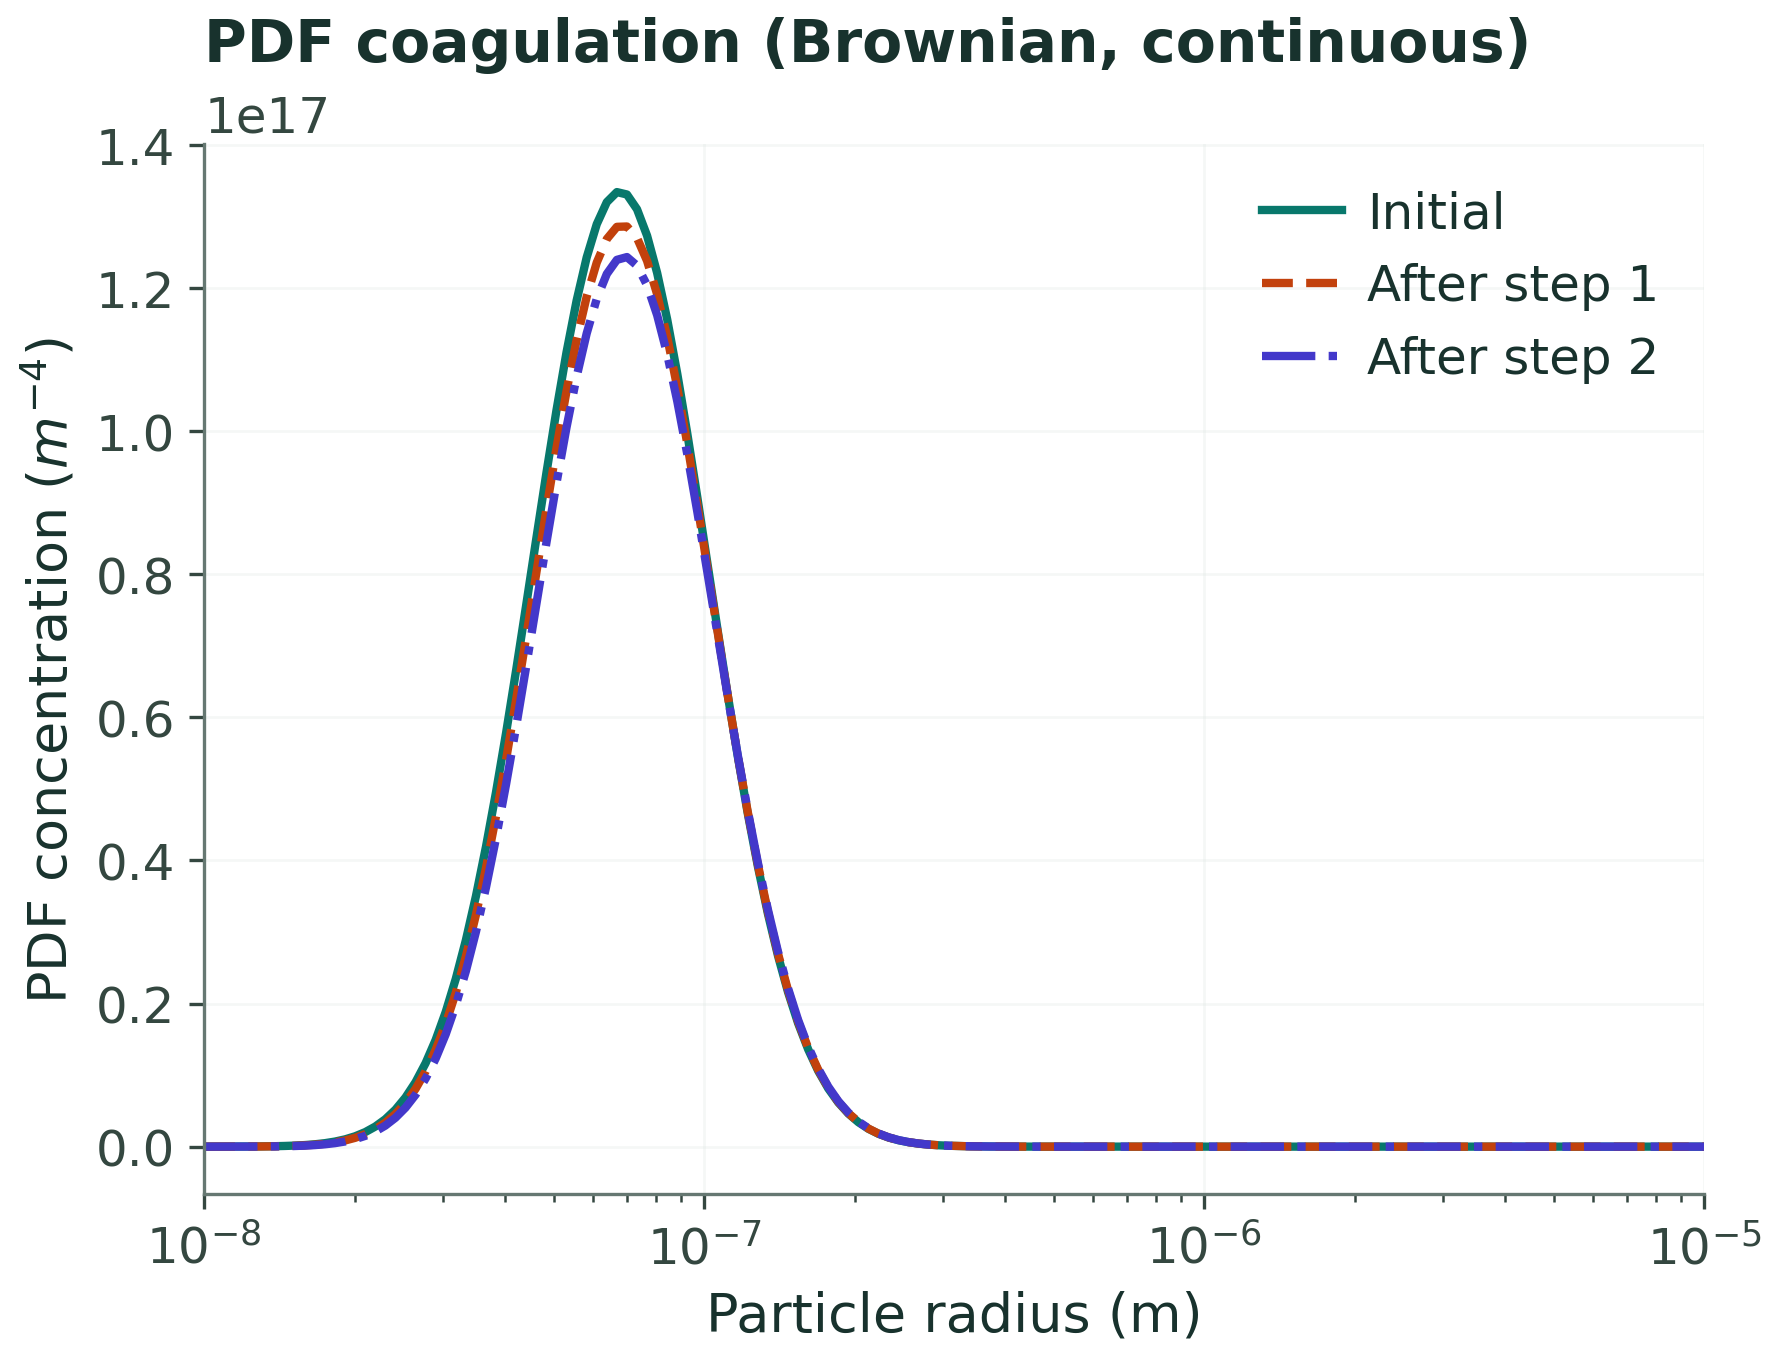 PDF coagulation (Brownian, continuous)
1e17
1.4
1.2
1.0
0.8
0.6
0.4
0.2
0.0
PDF concentration (m⁻⁴)
Initial
After step 1
After step 2
10⁻⁸
10⁻⁷
10⁻⁶
10⁻⁵
Particle radius (m)